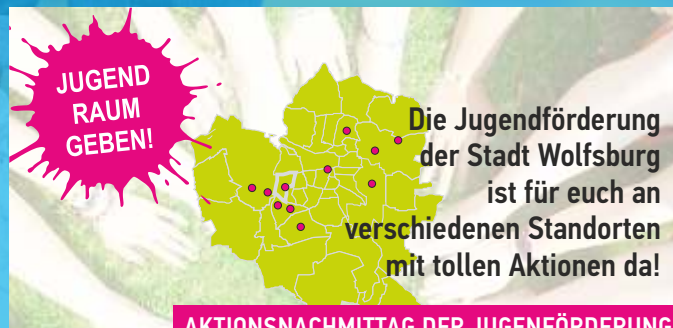 JUGEND
RAUM
GEBEN!
Die Jugendförderung
der Stadt Wolfsburg
ist für euch an
verschiedenen Standorten
mit tollen Aktionen da!
AKTIONSNACHMITTAG DER JUGENFÖRDERUNG